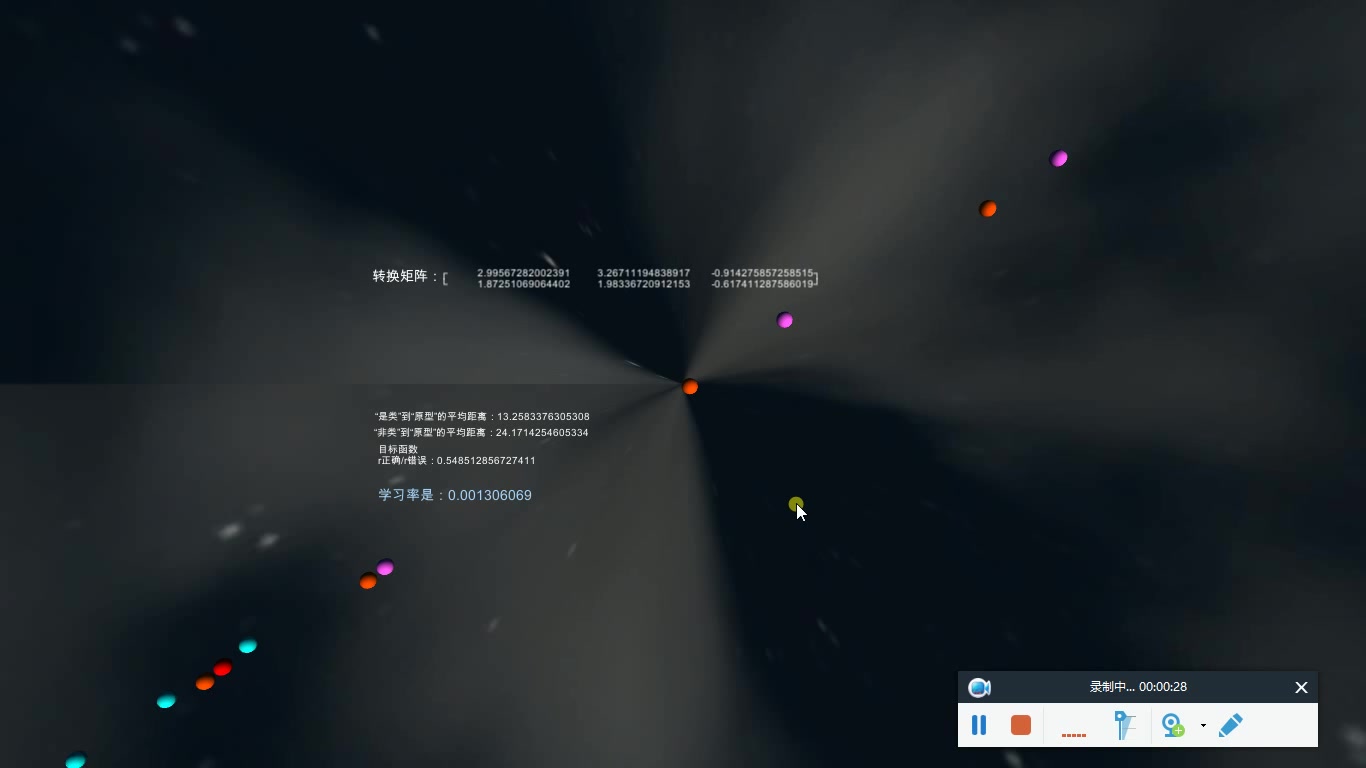 转换矩阵：[ 2.99567282002391 3.26711194838917 -0.914275857258515]
1.87251069064402 1.98336720912153 -0.617411287586019
“是类”到“原型”的平均距离：13.2583376305308
“非类”到“原型”的平均距离：24.1714254605334
目标函数
r正确/r错误：0.548512856727411
学习率是：0.001306069
录制中... 00:00:28